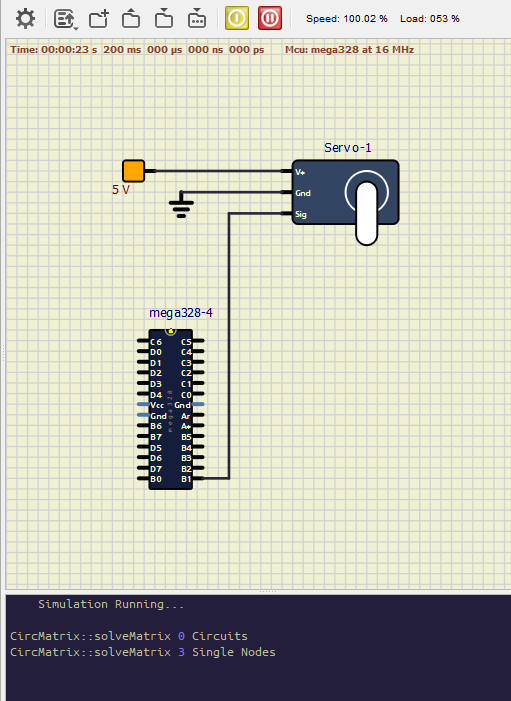 Speed: 100.02 % Load: 053 %
Time: 00:00:23 s 200 ms 000 µs 000 ns 000 ps Mcu: mega328 at 16 MHz
Servo-1
5 V
V+
Gnd
Sig
mega328-4
mega328
C6 C5
D0 C4
D1 C3
D2 C2
D3 C1
D4 C0
Vcc Gnd
Gnd Ar
B6 A+
B7 B5
D5 B4
D6 B3
D7 B2
B0 B1
Simulation Running...
CircMatrix::solveMatrix 0 Circuits
CircMatrix::solveMatrix 3 Single Nodes